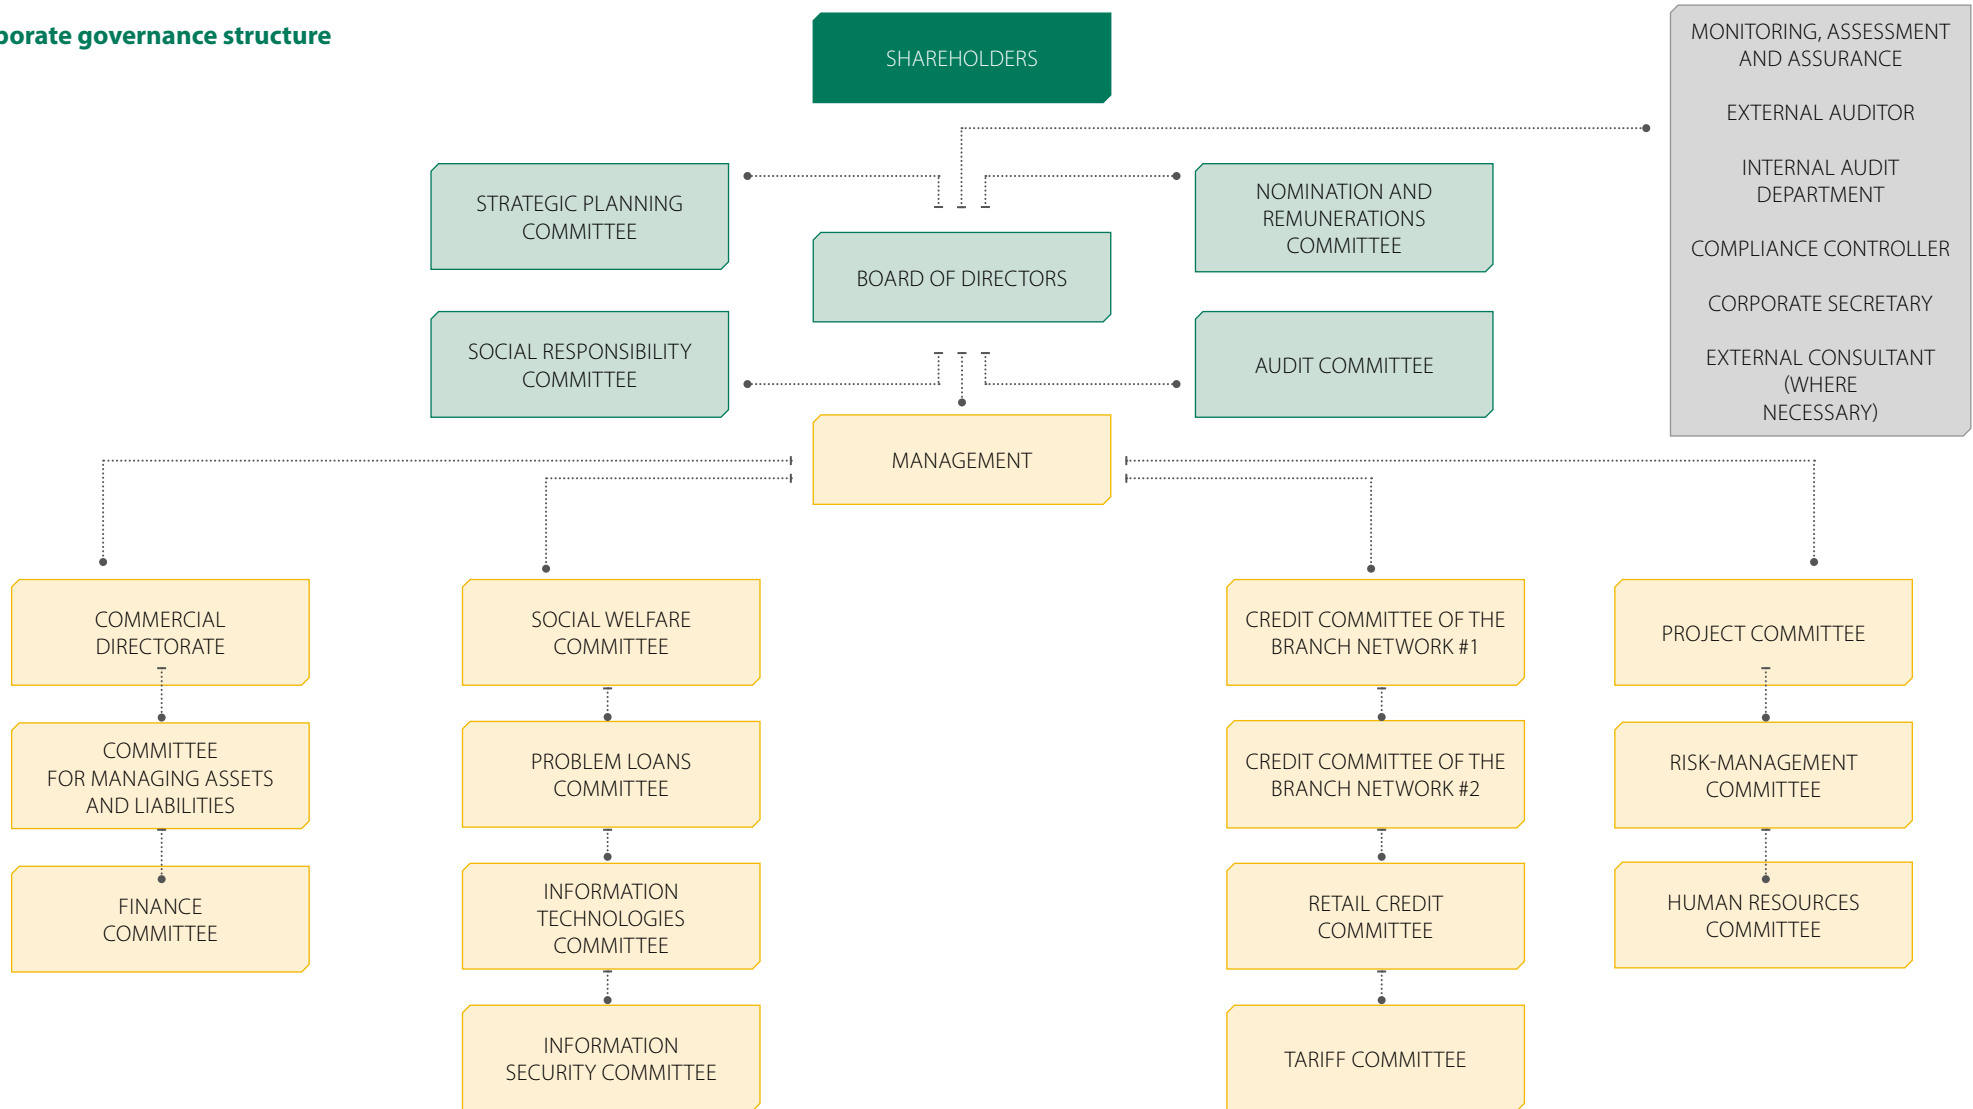 porate governance structure
SHAREHOLDERS
MONITORING, ASSESSMENT
AND ASSURANCE
EXTERNAL AUDITOR
INTERNAL AUDIT
DEPARTMENT
COMPLIANCE CONTROLLER
CORPORATE SECRETARY
EXTERNAL CONSULTANT
(WHERE
NECESSARY)
STRATEGIC PLANNING
COMMITTEE
NOMINATION AND
REMUNERATIONS
COMMITTEE
BOARD OF DIRECTORS
SOCIAL RESPONSIBILITY
COMMITTEE
AUDIT COMMITTEE
MANAGEMENT
COMMERCIAL
DIRECTORATE
SOCIAL WELFARE
COMMITTEE
CREDIT COMMITTEE OF THE
BRANCH NETWORK #1
PROJECT COMMITTEE
COMMITTEE
FOR MANAGING ASSETS
AND LIABILITIES
PROBLEM LOANS
COMMITTEE
CREDIT COMMITTEE OF THE
BRANCH NETWORK #2
RISK-MANAGEMENT
COMMITTEE
FINANCE
COMMITTEE
INFORMATION
TECHNOLOGIES
COMMITTEE
RETAIL CREDIT
COMMITTEE
HUMAN RESOURCES
COMMITTEE
INFORMATION
SECURITY COMMITTEE
TARIFF COMMITTEE